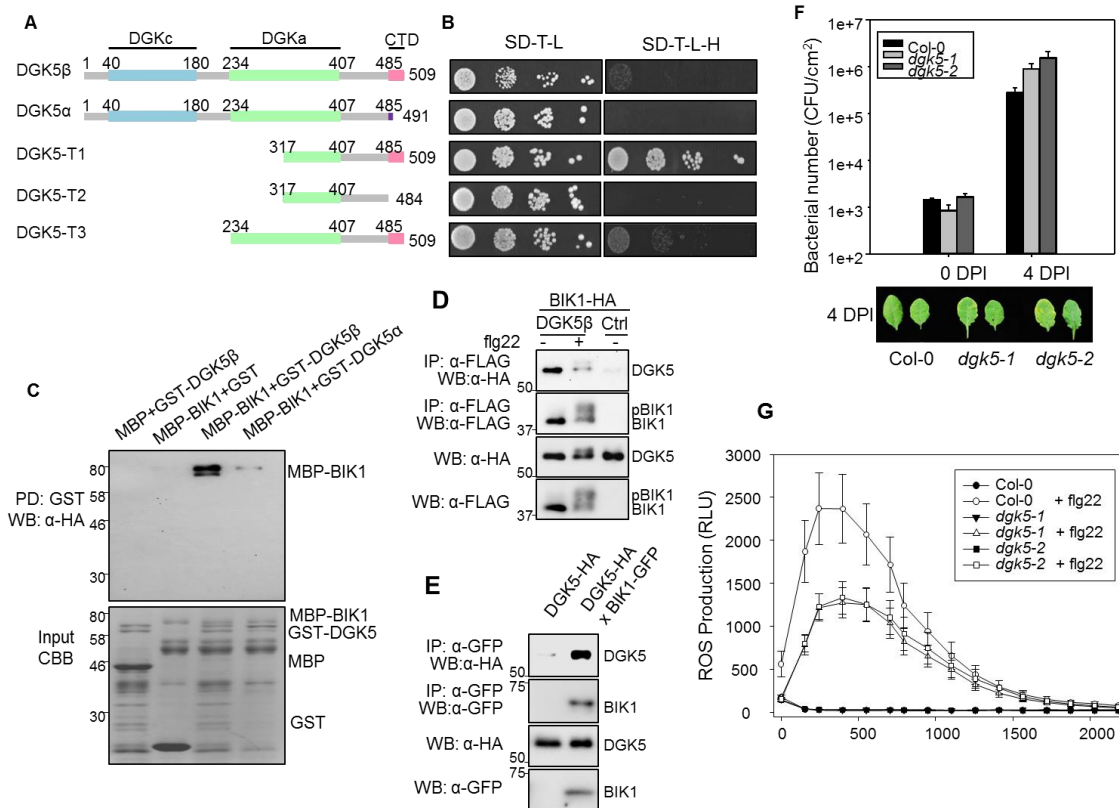 A
DGKc
DGKa
CTD
DGK5β
1 40 180 234 407 485 509
DGK5α
1 40 180 234 407 485 491
DGK5-T1
317 407 485 509
DGK5-T2
317 407 484
DGK5-T3
234 407 485 509
B
SD-T-L SD-T-L-H
C
MBP+GST-DGK5β
MBP-BIK1+GST
MBP-BIK1+GST-DGK5β
MBP-BIK1+GST-DGK5α
PD: GST
WB: α-HA
80
58
46
30
MBP-BIK1
Input
CBB
80
58
46
30
MBP-BIK1
GST-DGK5
MBP
GST
D
BIK1-HA
DGK5β Ctrl
flg22 - + -
IP: α-FLAG
WB:α-HA
50
DGK5
IP: α-FLAG
WB:α-FLAG
37
pBIK1
BIK1
WB: α-HA
50
DGK5
WB: α-FLAG
37
pBIK1
BIK1
E
DGK5-HA
DGK5-HA
x BIK1-GFP
IP: α-GFP
WB:α-HA
50
DGK5
IP: α-GFP
WB:α-GFP
75
BIK1
WB: α-HA
50
DGK5
WB: α-GFP
75
BIK1
F
Bacterial number (CFU/cm²)
1e+7
1e+6
1e+5
1e+4
1e+3
1e+2
Col-0
dgk5-1
dgk5-2
0 DPI 4 DPI
4 DPI
Col-0 dgk5-1 dgk5-2
G
ROS Production (RLU)
3000
2500
2000
1500
1000
500
0
Col-0
Col-0 + flg22
dgk5-1
dgk5-1 + flg22
dgk5-2
dgk5-2 + flg22
0 500 1000 1500 2000